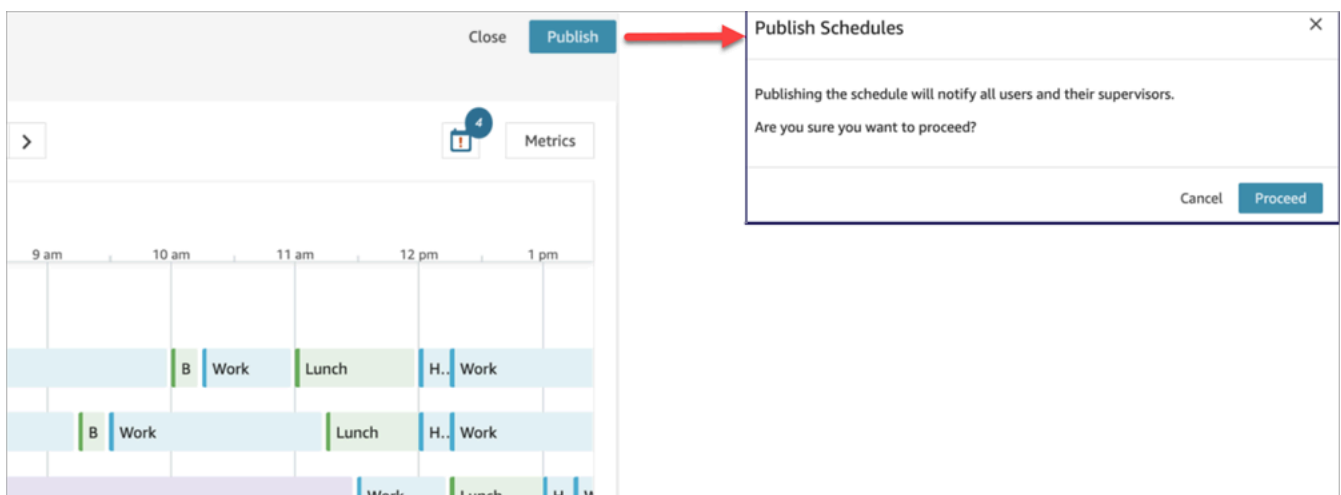 Close Publish
Publish Schedules
Publishing the schedule will notify all users and their supervisors.
Are you sure you want to proceed?
Cancel Proceed
4
Metrics
9 am 10 am 11 am 12 pm 1 pm
B Work Lunch H.. Work
B Work Lunch H.. Work
Work Lunch H W